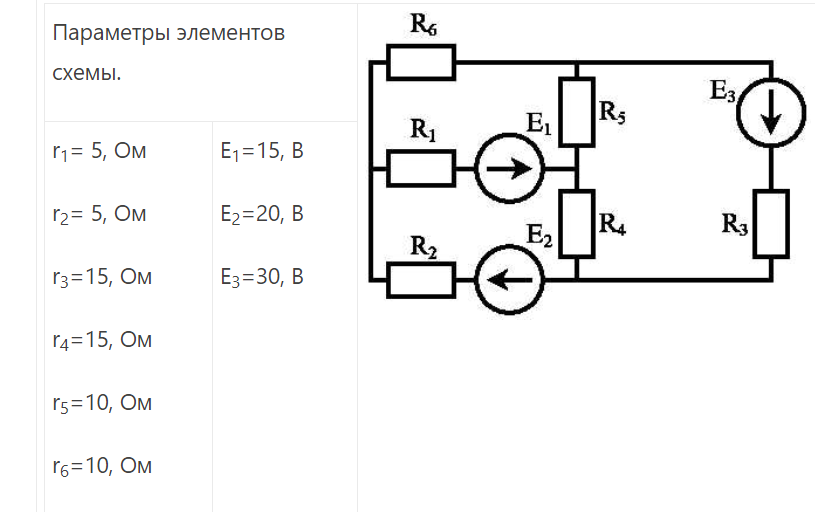 Параметры элементов
схемы.
r₁= 5, Ом
E₁=15, В
r₂= 5, Ом
E₂=20, В
r₃=15, Ом
E₃=30, В
r₄=15, Ом
r₅=10, Ом
r₆=10, Ом
R₆
E₃
R₅
E₁
R₁
R₄
R₃
E₂
R₂